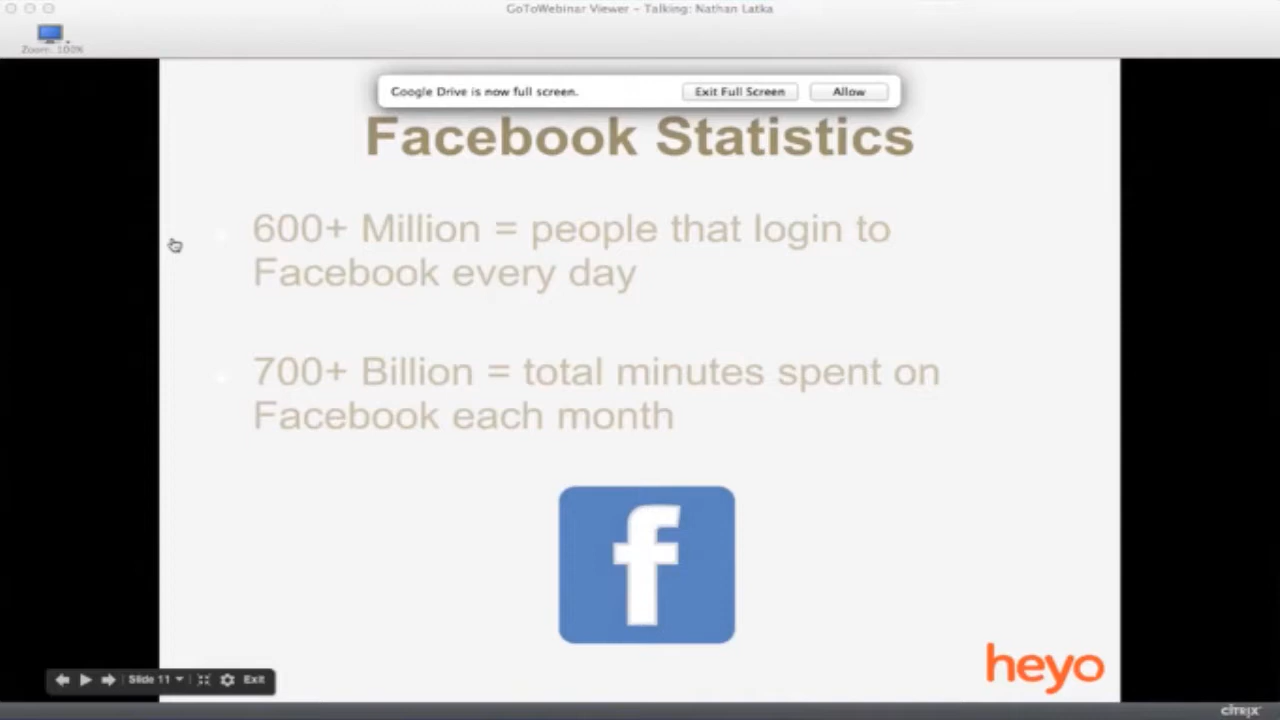 GoToWebinar Viewer – Talking: Nathan Latka
Zoom: 100%
Google Drive is now full screen.
Exit Full Screen
Allow
Facebook Statistics
600+ Million = people that login to
Facebook every day
700+ Billion = total minutes spent on
Facebook each month
f
heyo
Slide 11
Exit
CITRIX